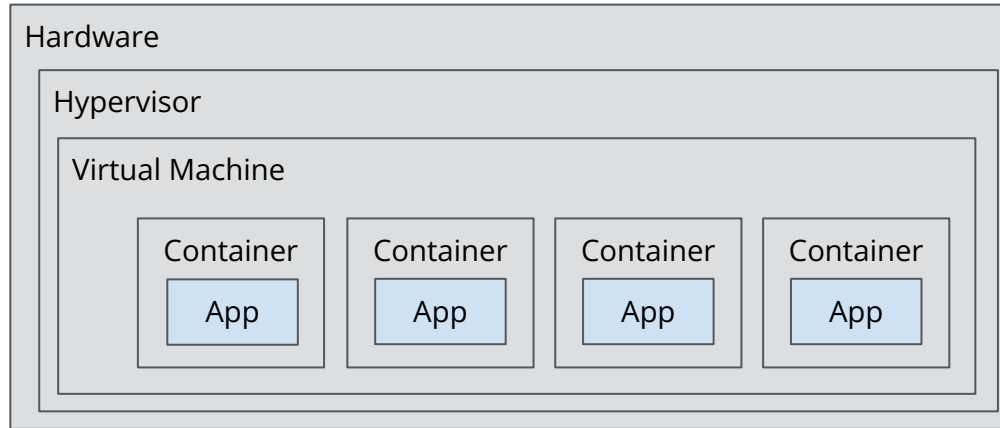 Hardware
Hypervisor
Virtual Machine
Container Container Container Container
App App App App